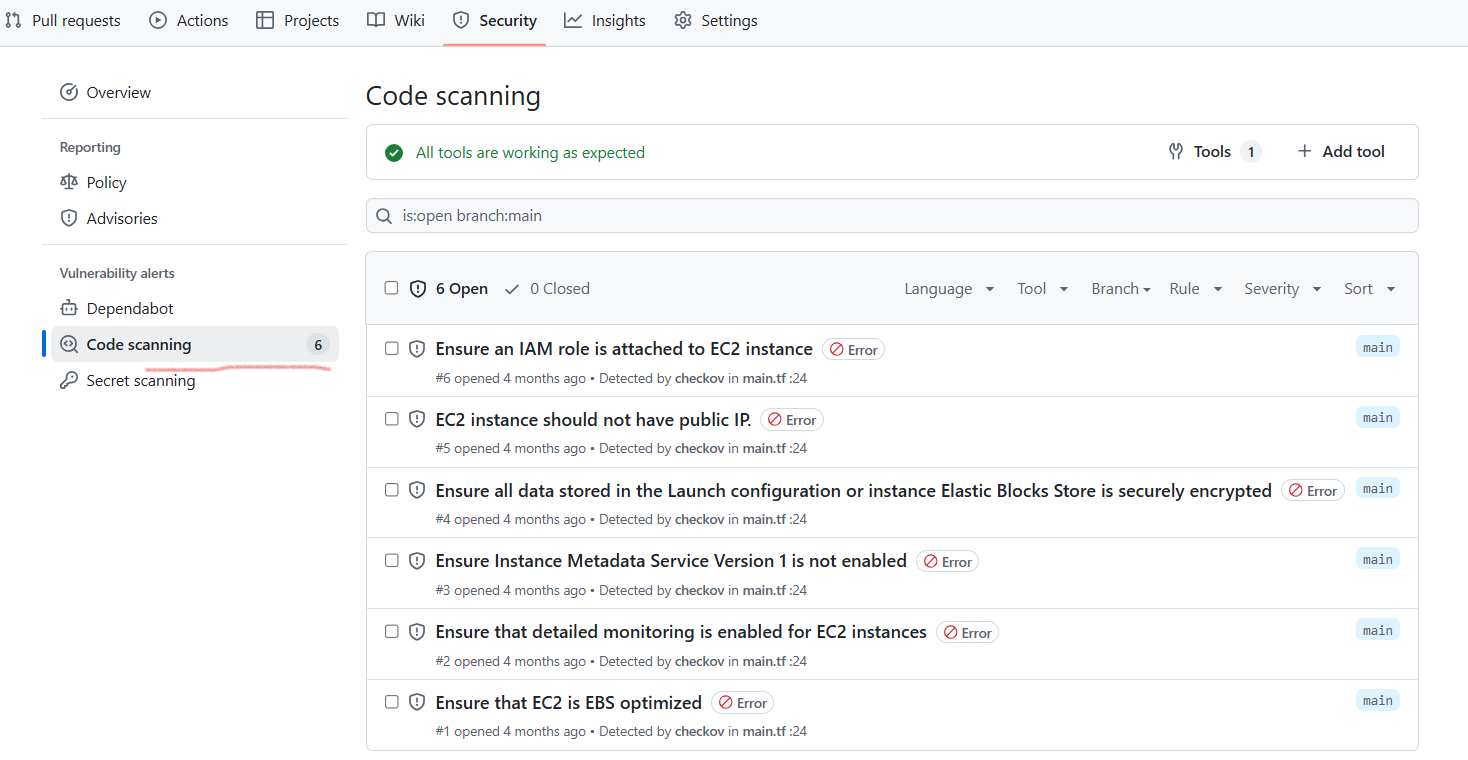 Pull requests Actions Projects Wiki Security Insights Settings
Overview
Reporting
Policy
Advisories
Vulnerability alerts
Dependabot
Code scanning 6
Secret scanning
Code scanning
All tools are working as expected Tools 1 Add tool
is:open branch:main
6 Open 0 Closed Language Tool Branch Rule Severity Sort
Ensure an IAM role is attached to EC2 instance Error main
#6 opened 4 months ago • Detected by checkov in main.tf :24
EC2 instance should not have public IP. Error main
#5 opened 4 months ago • Detected by checkov in main.tf :24
Ensure all data stored in the Launch configuration or instance Elastic Blocks Store is securely encrypted Error main
#4 opened 4 months ago • Detected by checkov in main.tf :24
Ensure Instance Metadata Service Version 1 is not enabled Error main
#3 opened 4 months ago • Detected by checkov in main.tf :24
Ensure that detailed monitoring is enabled for EC2 instances Error main
#2 opened 4 months ago • Detected by checkov in main.tf :24
Ensure that EC2 is EBS optimized Error main
#1 opened 4 months ago • Detected by checkov in main.tf :24